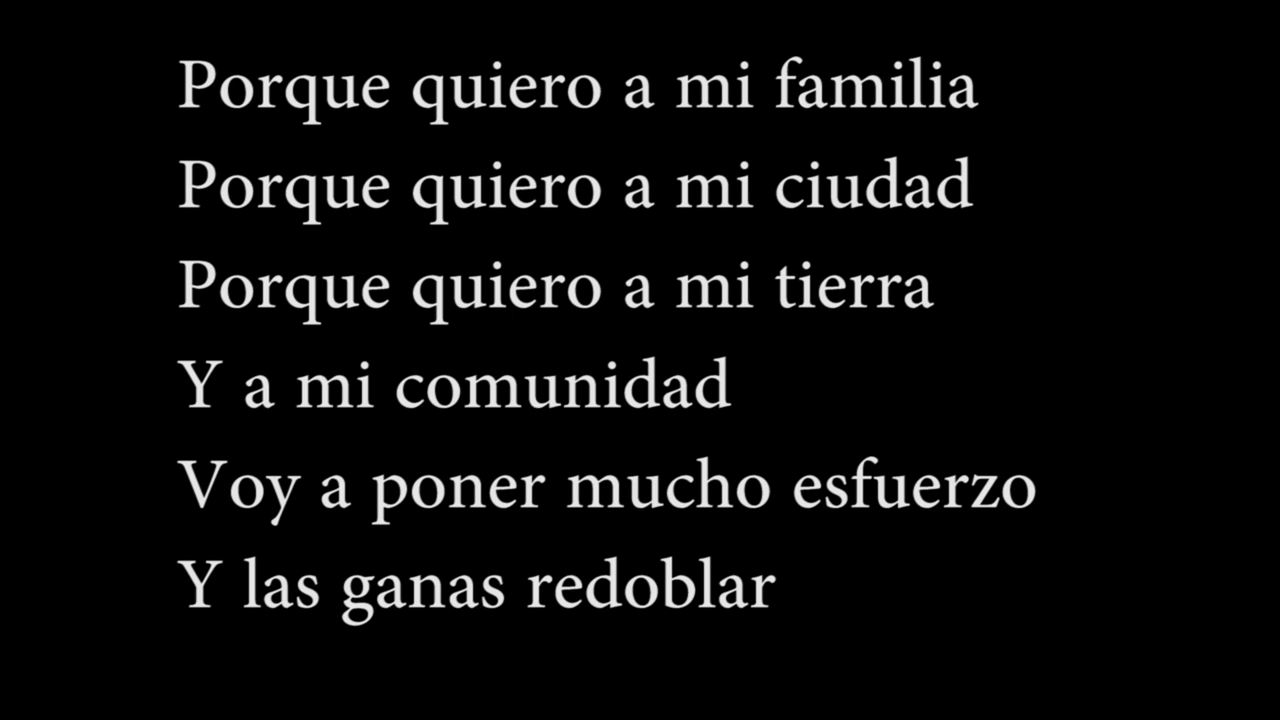 Porque quiero a mi familia
Porque quiero a mi ciudad
Porque quiero a mi tierra
Y a mi comunidad
Voy a poner mucho esfuerzo
Y las ganas redoblar